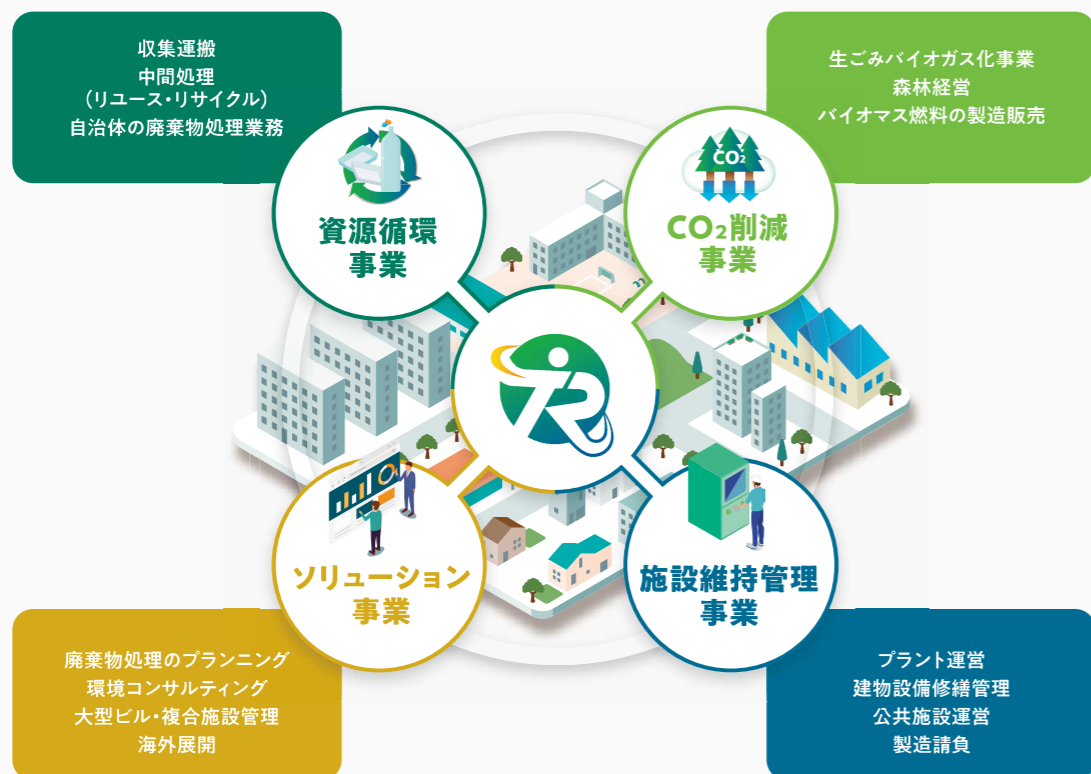 収集運搬
中間処理
（リユース・リサイクル）
自治体の廃棄物処理業務
資源循環
事業
生ごみバイオガス化事業
森林経営
バイオマス燃料の製造販売
CO₂
CO₂削減
事業
R
ソリューション
事業
廃棄物処理のプランニング
環境コンサルティング
大型ビル・複合施設管理
海外展開
施設維持管理
事業
プラント運営
建物設備修繕管理
公共施設運営
製造請負